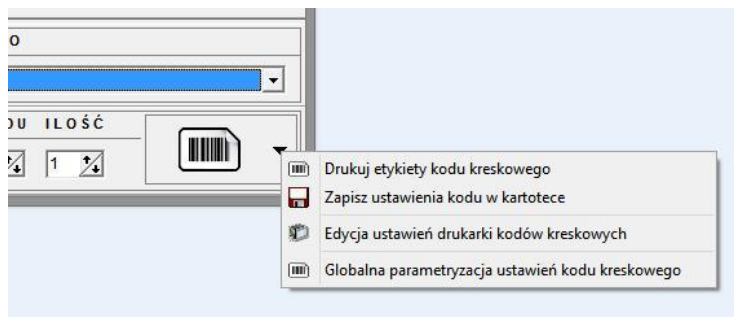 O
DU ILOŚĆ
1
Drukuj etykiety kodu kreskowego
Zapisz ustawienia kodu w kartotece
Edycja ustawień drukarki kodów kreskowych
Globalna parametryzacja ustawień kodu kreskowego